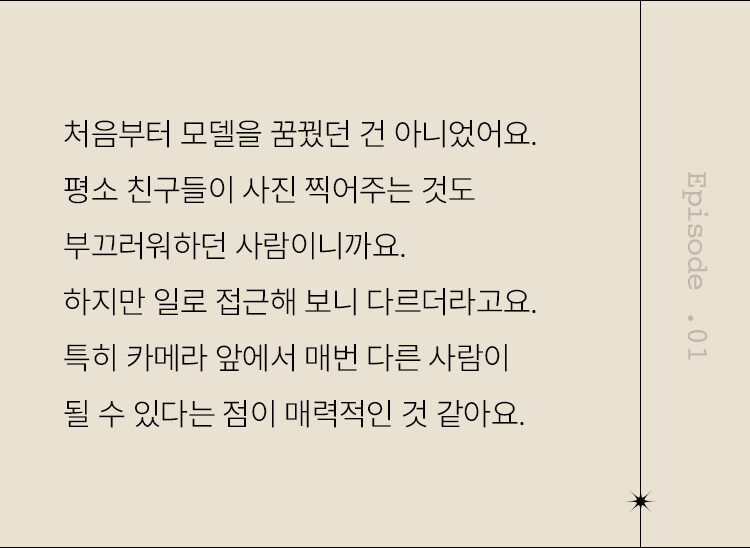 처음부터 모델을 꿈꿨던 건 아니었어요.
평소 친구들이 사진 찍어주는 것도
부끄러워하던 사람이니까요.
하지만 일로 접근해 보니 다르더라고요.
특히 카메라 앞에서 매번 다른 사람이
될 수 있다는 점이 매력적인 것 같아요.
Episode .01